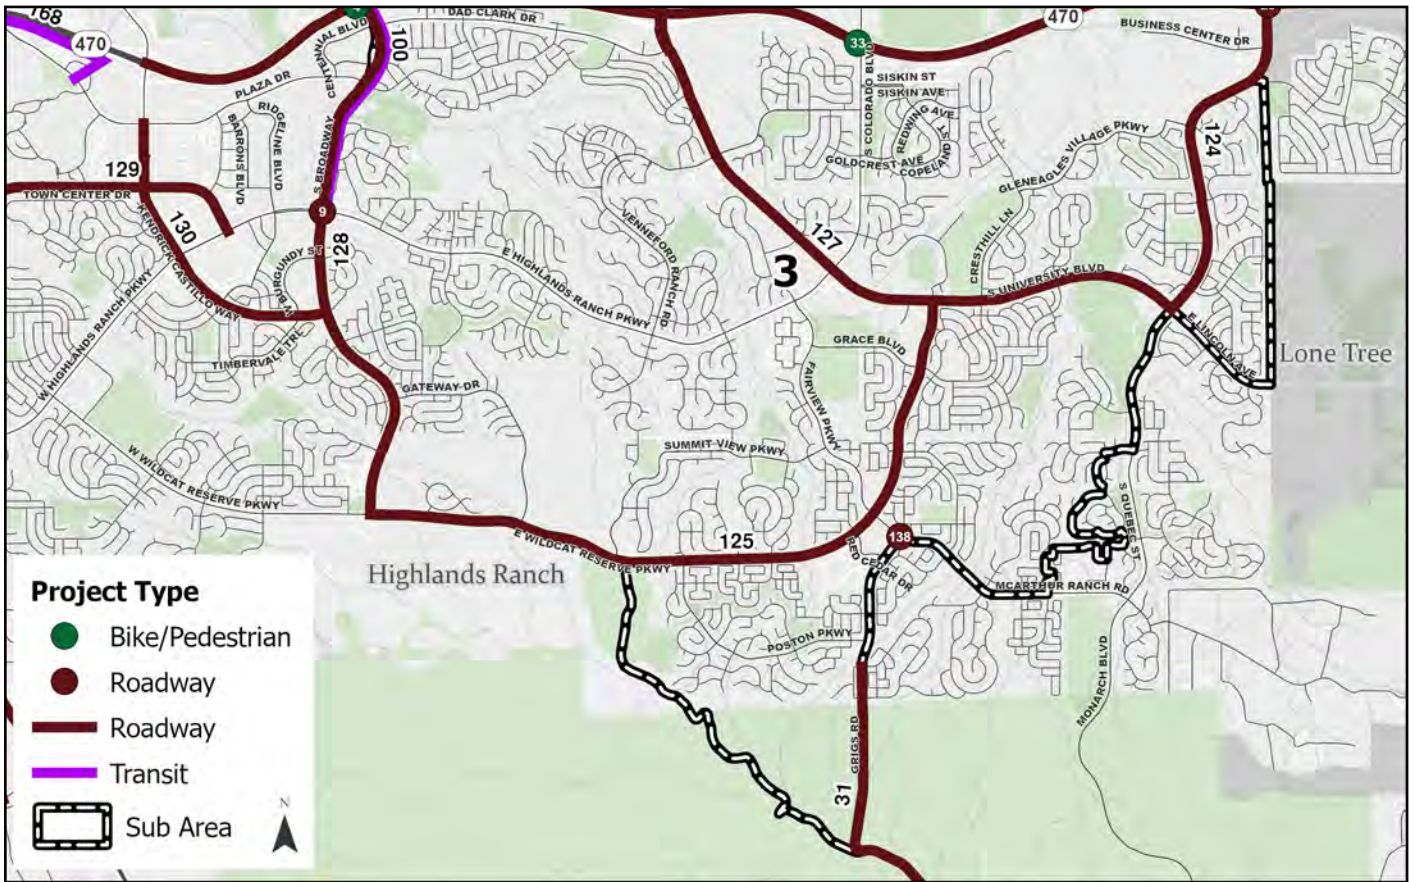 168
470
DAD CLARK DR
CENTENNIAL BLVD
100
470
BUSINESS CENTER DR
33
S COLORADO BLVD
PLAZA DR
SISKIN ST
SISKIN AVE
RIDGELINE BLVD
BARRONS BLVD
S BROADWAY
REDWING AVE
COPELAND ST
GOLDCREST AVE
GLENEAGLES VILLAGE PKWY
124
129
TOWN CENTER DR
9
130
KENDRICK CASTILLO WAY
128
W BURGUNDY ST
VENNEFORD RANCH RD
127
CRESTHILL LN
E HIGHLANDS RANCH PKWY
3
S UNIVERSITY BLVD
W HIGHLANDS RANCH PKWY
E LINCOLN AVE
TIMBERVALE TRL
GRACE BLVD
Lone Tree
GATEWAY DR
FAIRVIEW PKWY
SUMMIT VIEW PKWY
W WILDCAT RESERVE PKWY
S QUEBEC ST
E WILDCAT RESERVE PKWY
125
138
RED CEDAR DR
Highlands Ranch
MCARTHUR RANCH RD
POSTON PKWY
MONARCH BLVD
GRIGS RD
31
Project Type
Bike/Pedestrian
Roadway
Roadway
Transit
Sub Area
N